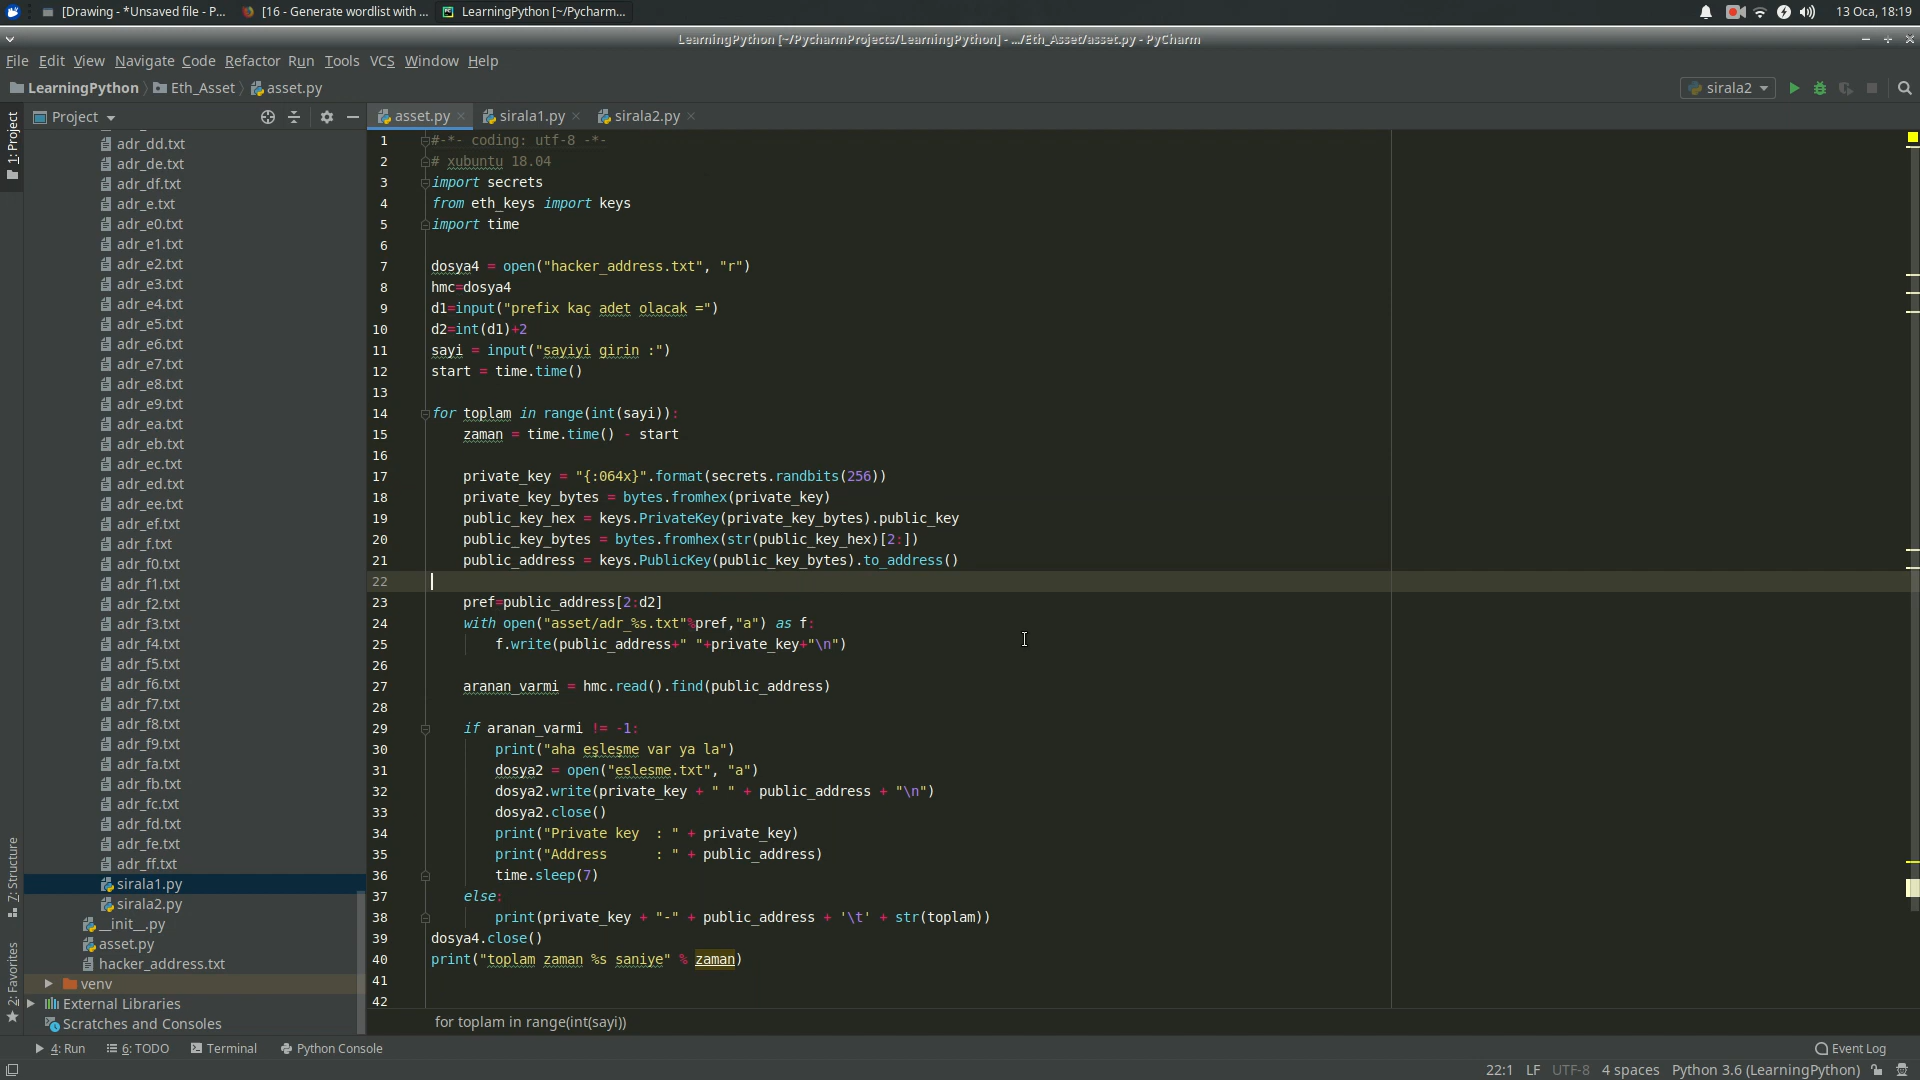 [Drawing - *Unsaved file - P...
[16 - Generate wordlist with ...
LearningPython [~/Pycharm...
13 Oca, 18:19
LearningPython [~/PycharmProjects/LearningPython] - .../Eth_Asset/asset.py - PyCharm
File Edit View Navigate Code Refactor Run Tools VCS Window Help
LearningPython Eth_Asset asset.py
sirala2
Project
asset.py sirala1.py sirala2.py
1: Project
7: Structure
2: Favorites
adr_dd.txt
adr_de.txt
adr_df.txt
adr_e.txt
adr_e0.txt
adr_e1.txt
adr_e2.txt
adr_e3.txt
adr_e4.txt
adr_e5.txt
adr_e6.txt
adr_e7.txt
adr_e8.txt
adr_e9.txt
adr_ea.txt
adr_eb.txt
adr_ec.txt
adr_ed.txt
adr_ee.txt
adr_ef.txt
adr_f.txt
adr_f0.txt
adr_f1.txt
adr_f2.txt
adr_f3.txt
adr_f4.txt
adr_f5.txt
adr_f6.txt
adr_f7.txt
adr_f8.txt
adr_f9.txt
adr_fa.txt
adr_fb.txt
adr_fc.txt
adr_fd.txt
adr_fe.txt
adr_ff.txt
sirala1.py
sirala2.py
__init__.py
asset.py
hacker_address.txt
venv
External Libraries
Scratches and Consoles
1 #-*- coding: utf-8 -*-
2 # xubuntu 18.04
3 import secrets
4 from eth_keys import keys
5 import time
6
7 dosya4 = open("hacker_address.txt", "r")
8 hmc=dosya4
9 d1=input("prefix kaç adet olacak =")
10 d2=int(d1)+2
11 sayi = input("sayiyi girin :")
12 start = time.time()
13
14 for toplam in range(int(sayi)):
15 zaman = time.time() - start
16
17 private_key = "{:064x}".format(secrets.randbits(256))
18 private_key_bytes = bytes.fromhex(private_key)
19 public_key_hex = keys.PrivateKey(private_key_bytes).public_key
20 public_key_bytes = bytes.fromhex(str(public_key_hex)[2:])
21 public_address = keys.PublicKey(public_key_bytes).to_address()
22
23 pref=public_address[2:d2]
24 with open("asset/adr_%s.txt"%pref,"a") as f:
25 f.write(public_address+" "+private_key+"\n")
26
27 aranan_varmi = hmc.read().find(public_address)
28
29 if aranan_varmi != -1:
30 print("aha eşleşme var ya la")
31 dosya2 = open("eslesme.txt", "a")
32 dosya2.write(private_key + " " + public_address + "\n")
33 dosya2.close()
34 print("Private key  : " + private_key)
35 print("Address      : " + public_address)
36 time.sleep(7)
37 else:
38 print(private_key + "-" + public_address + '\t' + str(toplam))
39 dosya4.close()
40 print("toplam zaman %s saniye" % zaman)
41
42
for toplam in range(int(sayi))
4: Run 6: TODO Terminal Python Console
Event Log
22:1 LF UTF-8 4 spaces Python 3.6 (LearningPython)